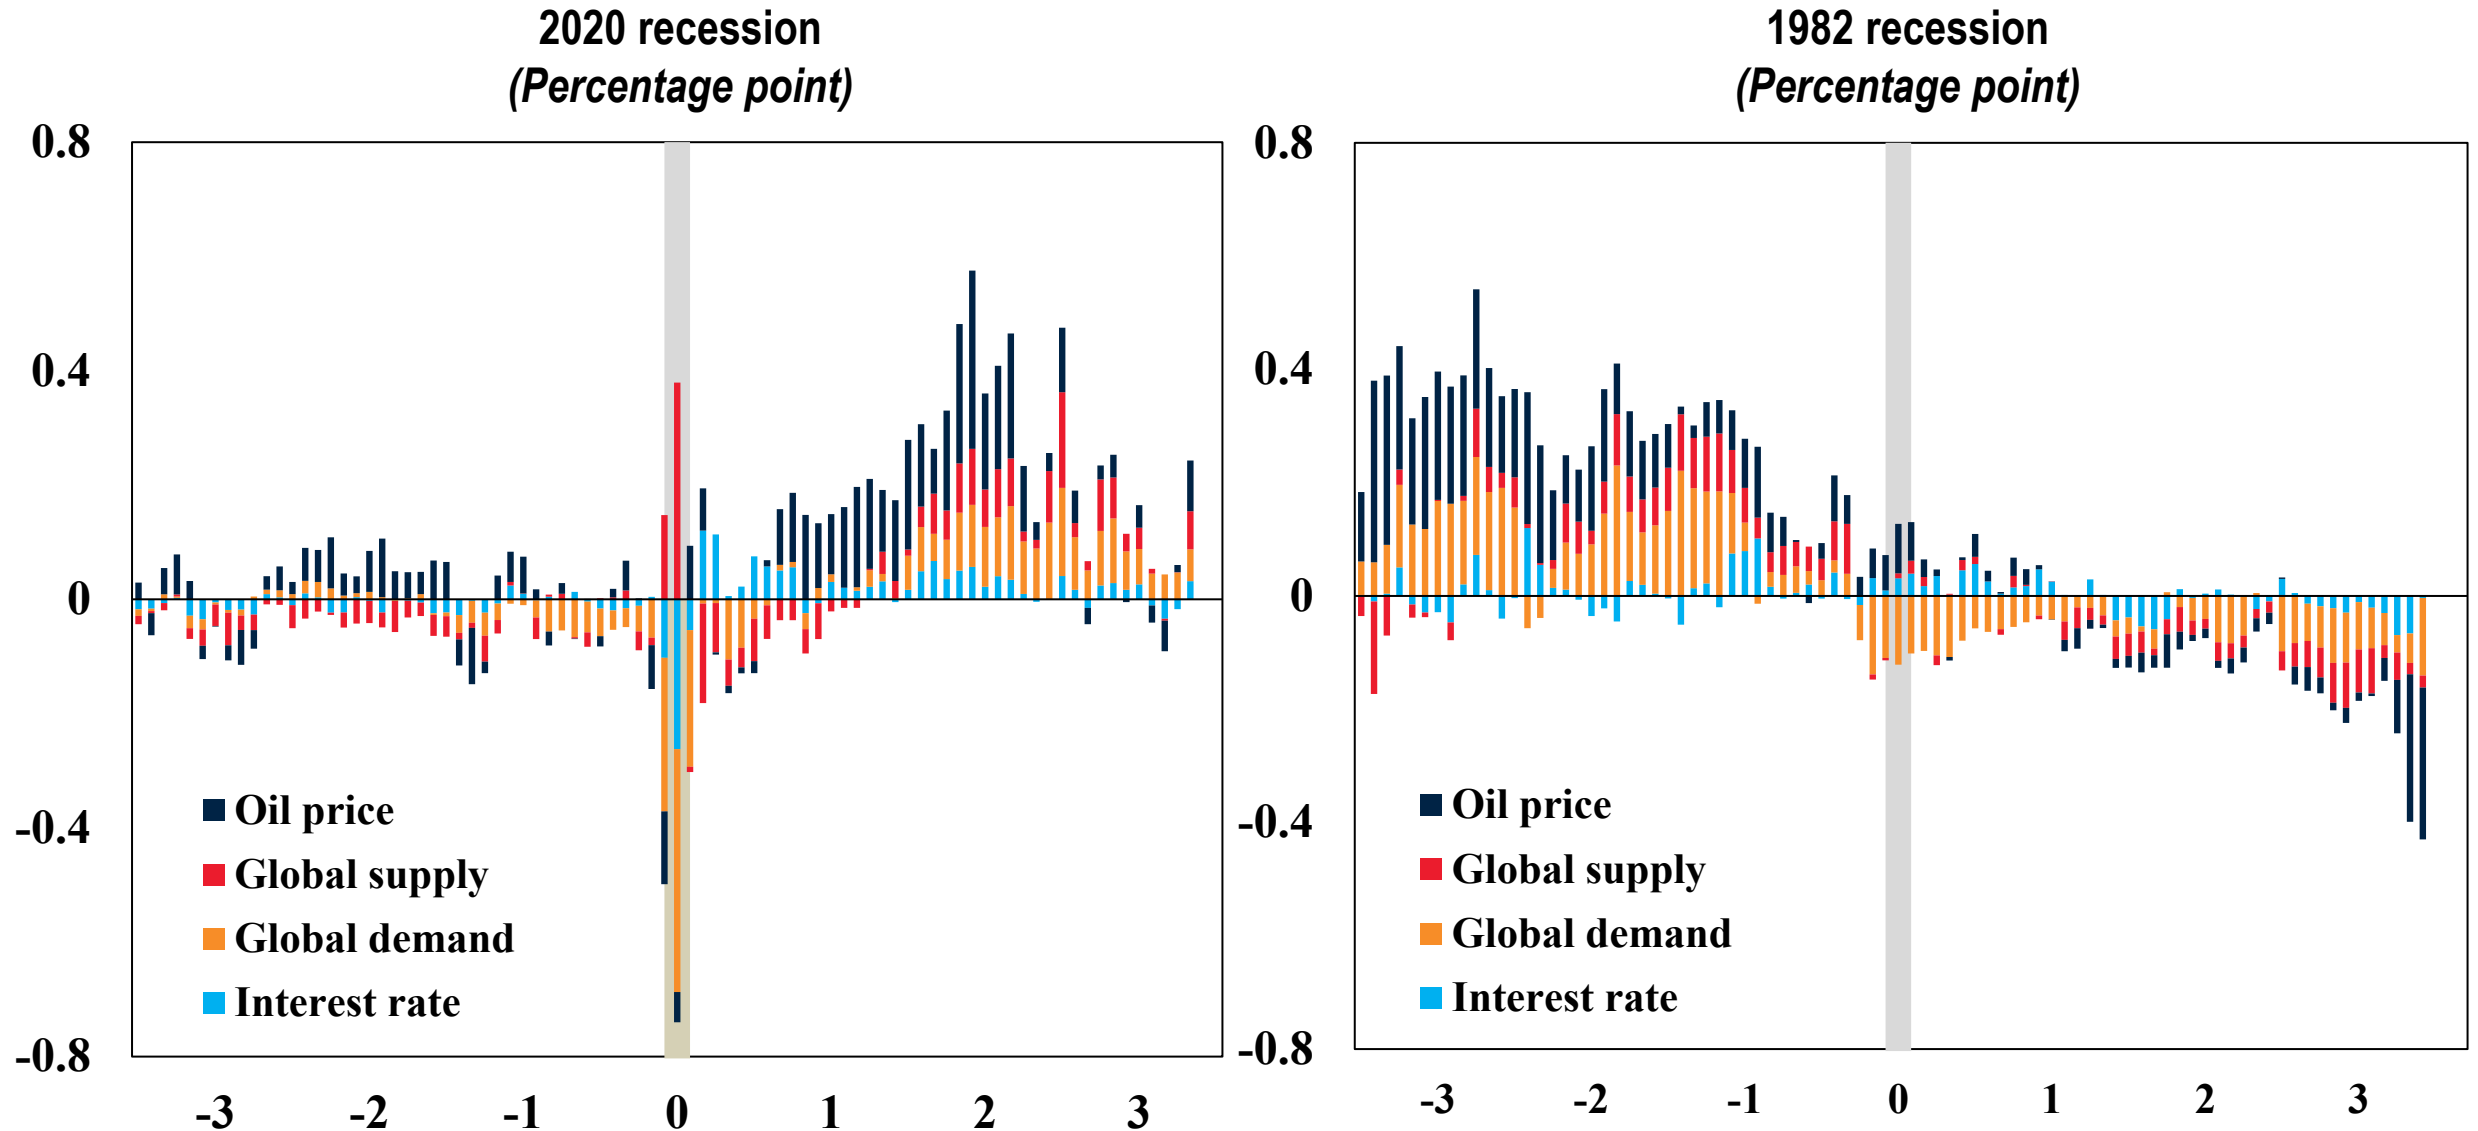 2020 recession
(Percentage point)
0.8
0.4
0
-0.4
-0.8
Oil price
Global supply
Global demand
Interest rate
-3 -2 -1 0 1 2 3
1982 recession
(Percentage point)
0.8
0.4
0
-0.4
-0.8
Oil price
Global supply
Global demand
Interest rate
-3 -2 -1 0 1 2 3